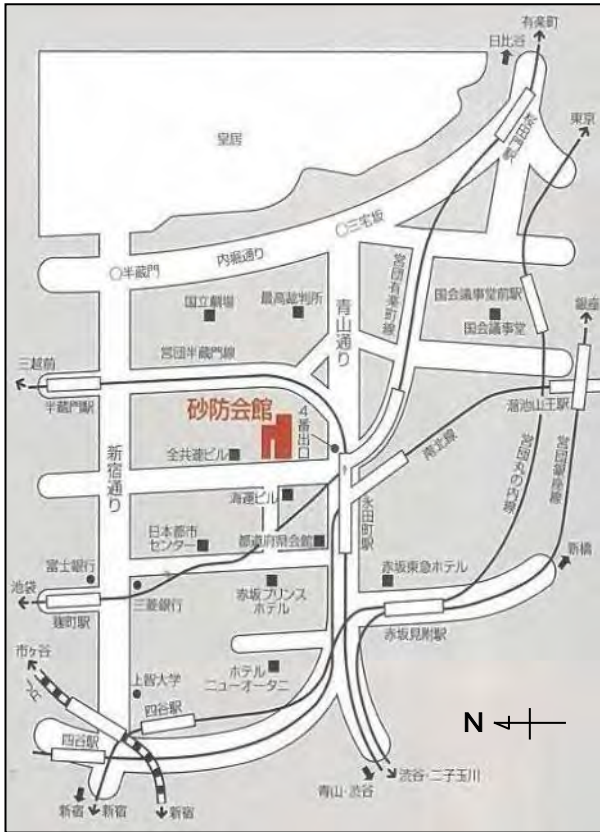 有楽町
日比谷
桜田門駅
東京
皇居
三宅坂
内堀通り
半蔵門
国立劇場
最高裁判所
青山通り
営団有楽町線
国会議事堂前駅
国会議事堂
銀座
営団半蔵門線
三越前
半蔵門駅
溜池山王駅
砂防会館
4番出口
新宿通り
全共連ビル
南北線
営団丸の内線
営団銀座線
海運ビル
永田町駅
日本都市
センター
都道府県会館
新橋
富士銀行
赤坂東急ホテル
池袋
麹町駅
三菱銀行
赤坂プリンス
ホテル
赤坂見附駅
市ヶ谷
JR
上智大学
ホテル
ニューオータニ
四谷駅
四谷駅
N
新宿
新宿
新宿
青山・渋谷
渋谷・二子玉川